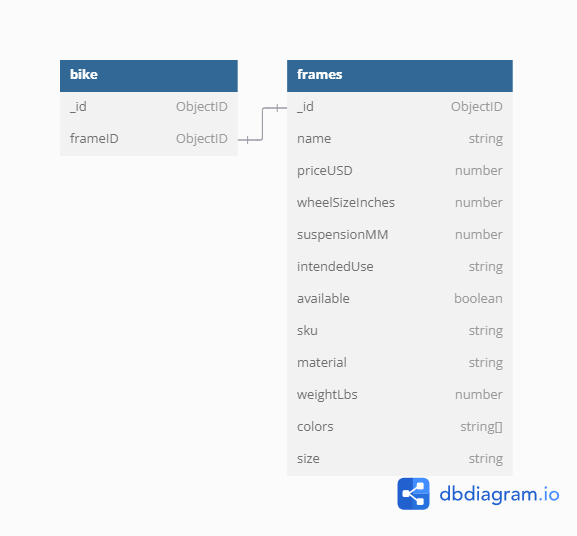 bike
_id ObjectID
frameID ObjectID
frames
_id ObjectID
name string
priceUSD number
wheelSizeInches number
suspensionMM number
intendedUse string
available boolean
sku string
material string
weightLbs number
colors string[]
size string
dbdiagram.io